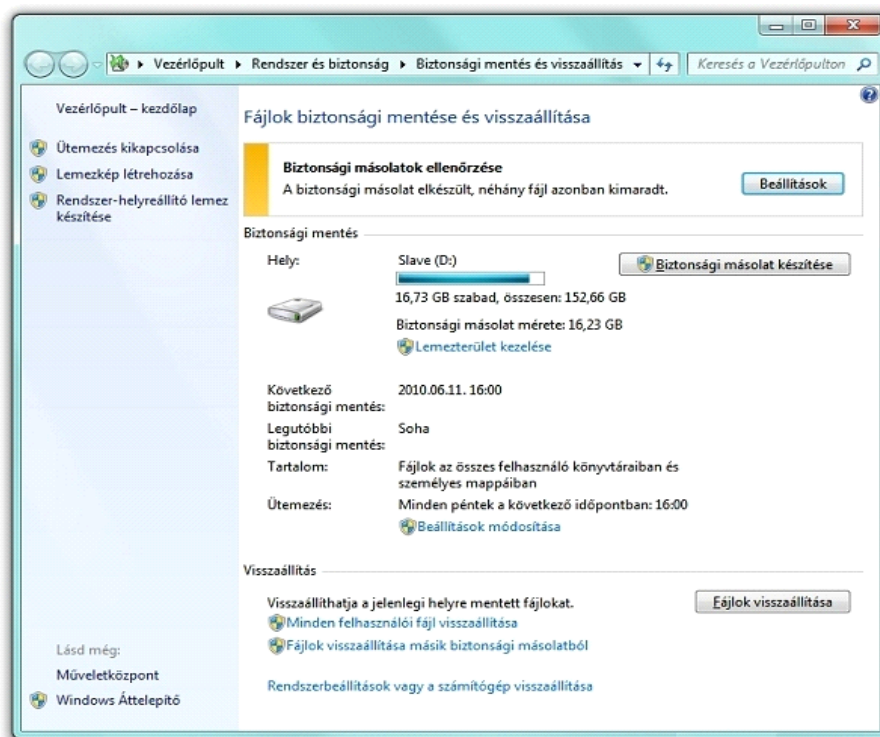 Vezérlőpult ▸ Rendszer és biztonság ▸ Biztonsági mentés és visszaállítás
Keresés a Vezérlőpulton
Vezérlőpult – kezdőlap
Ütemezés kikapcsolása
Lemezkép létrehozása
Rendszer-helyreállító lemez
készítése
Fájlok biztonsági mentése és visszaállítása
Biztonsági másolatok ellenőrzése
A biztonsági másolat elkészült, néhány fájl azonban kimaradt.
Beállítások
Biztonsági mentés
Hely: Slave (D:)
Biztonsági másolat készítése
16,73 GB szabad, összesen: 152,66 GB
Biztonsági másolat mérete: 16,23 GB
Lemezterület kezelése
Következő
biztonsági mentés: 2010.06.11. 16:00
Legutóbbi
biztonsági mentés: Soha
Tartalom: Fájlok az összes felhasználó könyvtáraiban és
személyes mappáiban
Ütemezés: Minden péntek a következő időpontban: 16:00
Beállítások módosítása
Visszaállítás
Visszaállíthatja a jelenlegi helyre mentett fájlokat.
Fájlok visszaállítása
Minden felhasználói fájl visszaállítása
Fájlok visszaállítása másik biztonsági másolatból
Rendszerbeállítások vagy a számítógép visszaállítása
Lásd még:
Műveletközpont
Windows Áttelepítő